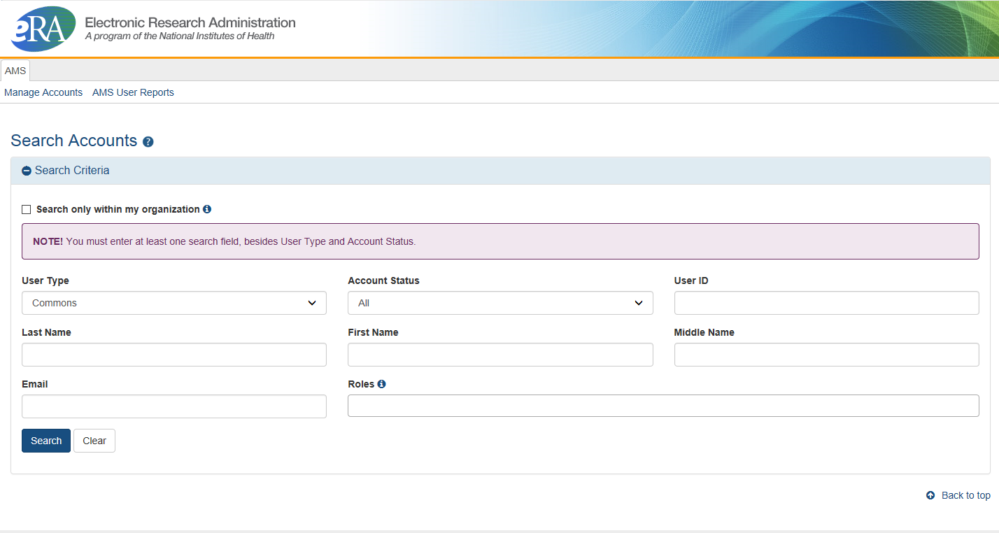 eRA
Electronic Research Administration
A program of the National Institutes of Health
AMS
Manage Accounts AMS User Reports
Search Accounts ?
Search Criteria
Search only within my organization i
NOTE! You must enter at least one search field, besides User Type and Account Status.
User Type Account Status User ID
Commons All
Last Name First Name Middle Name
Email Roles i
Search Clear
Back to top